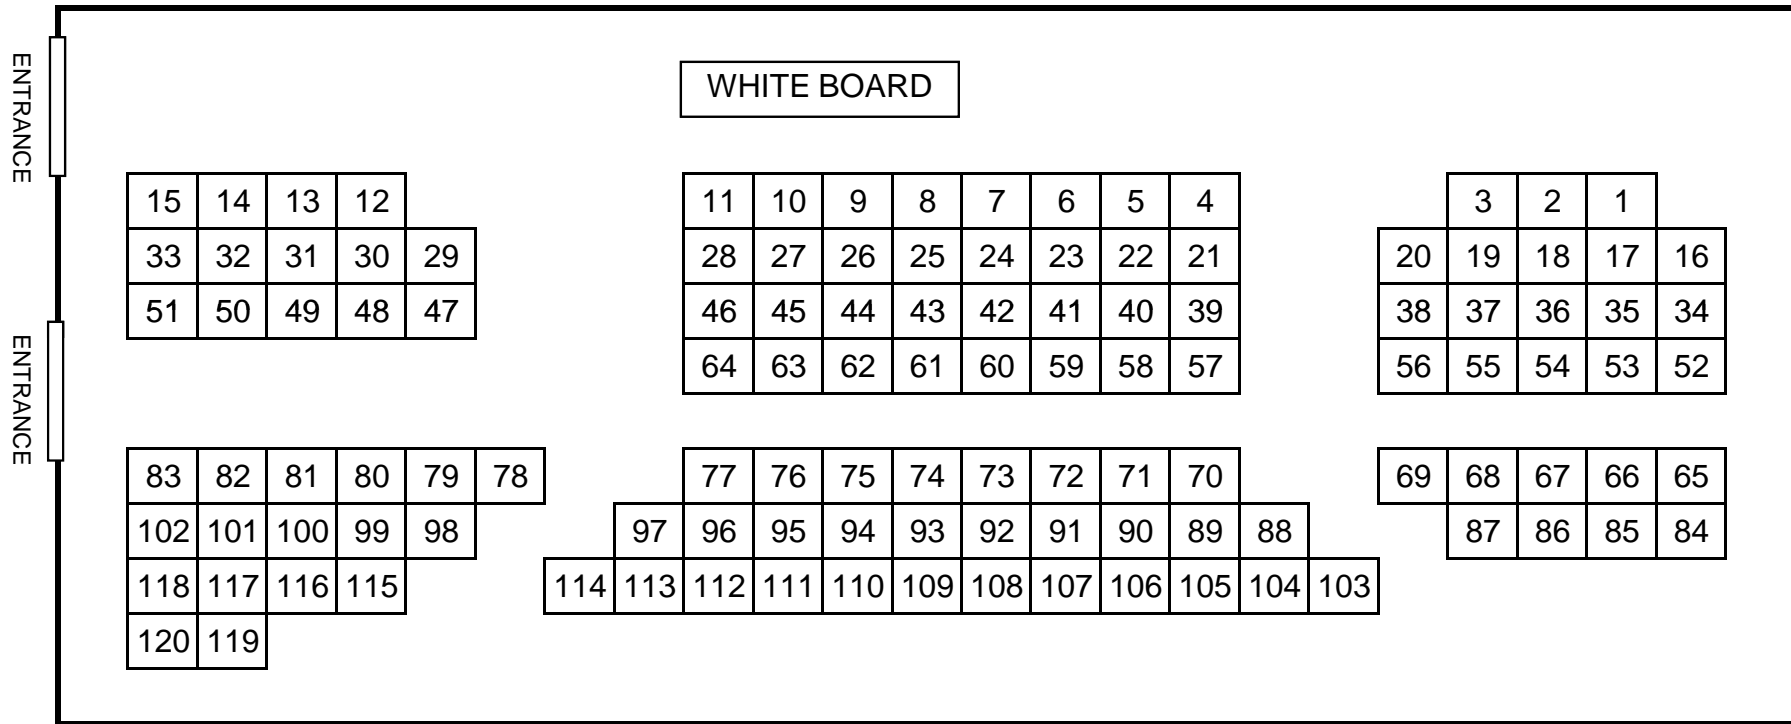 ENTRANCE
WHITE BOARD
15 14 13 12 11 10 9 8 7 6 5 4 3 2 1
33 32 31 30 29 28 27 26 25 24 23 22 21 20 19 18 17 16
51 50 49 48 47 46 45 44 43 42 41 40 39 38 37 36 35 34
64 63 62 61 60 59 58 57 56 55 54 53 52
ENTRANCE
83 82 81 80 79 78 77 76 75 74 73 72 71 70 69 68 67 66 65
102 101 100 99 98 97 96 95 94 93 92 91 90 89 88 87 86 85 84
118 117 116 115 114 113 112 111 110 109 108 107 106 105 104 103
120 119